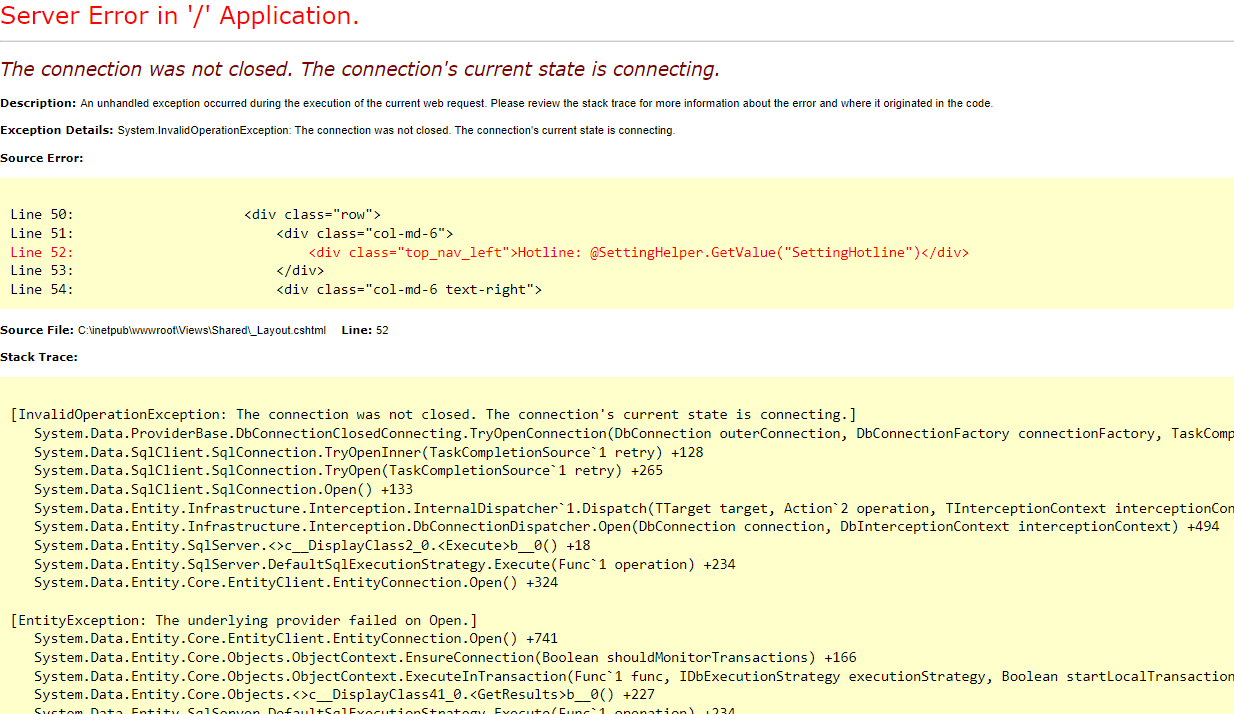 Server Error in '/' Application.
The connection was not closed. The connection's current state is connecting.
Description: An unhandled exception occurred during the execution of the current web request. Please review the stack trace for more information about the error and where it originated in the code.
Exception Details: System.InvalidOperationException: The connection was not closed. The connection's current state is connecting.
Source Error:
Line 50:                     <div class="row">
Line 51:                         <div class="col-md-6">
Line 52:                             <div class="top_nav_left">Hotline: @SettingHelper.GetValue("SettingHotline")</div>
Line 53:                         </div>
Line 54:                         <div class="col-md-6 text-right">
Source File: C:\inetpub\wwwroot\Views\Shared\_Layout.cshtml    Line: 52
Stack Trace:
[InvalidOperationException: The connection was not closed. The connection's current state is connecting.]
   System.Data.ProviderBase.DbConnectionClosedConnecting.TryOpenConnection(DbConnection outerConnection, DbConnectionFactory connectionFactory, TaskComp
   System.Data.SqlClient.SqlConnection.TryOpenInner(TaskCompletionSource`1 retry) +128
   System.Data.SqlClient.SqlConnection.TryOpen(TaskCompletionSource`1 retry) +265
   System.Data.SqlClient.SqlConnection.Open() +133
   System.Data.Entity.Infrastructure.Interception.InternalDispatcher`1.Dispatch(TTarget target, Action`2 operation, TInterceptionContext interceptionCon
   System.Data.Entity.Infrastructure.Interception.DbConnectionDispatcher.Open(DbConnection connection, DbInterceptionContext interceptionContext) +494
   System.Data.Entity.SqlServer.<>c__DisplayClass2_0.<Execute>b__0() +18
   System.Data.Entity.SqlServer.DefaultSqlExecutionStrategy.Execute(Func`1 operation) +234
   System.Data.Entity.Core.EntityClient.EntityConnection.Open() +324
[EntityException: The underlying provider failed on Open.]
   System.Data.Entity.Core.EntityClient.EntityConnection.Open() +741
   System.Data.Entity.Core.Objects.ObjectContext.EnsureConnection(Boolean shouldMonitorTransactions) +166
   System.Data.Entity.Core.Objects.ObjectContext.ExecuteInTransaction(Func`1 func, IDbExecutionStrategy executionStrategy, Boolean startLocalTransaction
   System.Data.Entity.Core.Objects.<>c__DisplayClass41_0.<GetResults>b__0() +227
   System.Data.Entity.SqlServer.DefaultSqlExecutionStrategy.Execute(Func`1 operation) +234